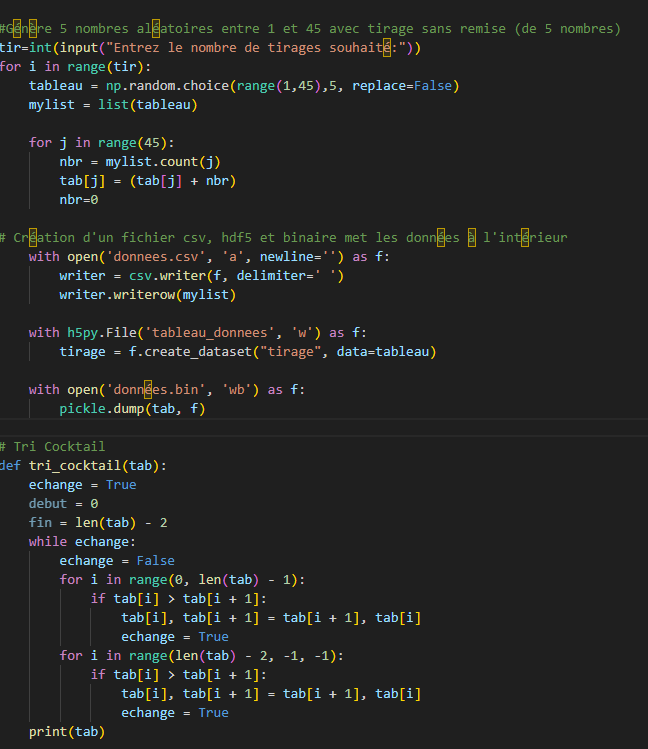 #Génère 5 nombres aléatoires entre 1 et 45 avec tirage sans remise (de 5 nombres)
tir=int(input("Entrez le nombre de tirages souhaité:"))
for i in range(tir):
    tableau = np.random.choice(range(1,45),5, replace=False)
    mylist = list(tableau)

    for j in range(45):
        nbr = mylist.count(j)
        tab[j] = (tab[j] + nbr)
        nbr=0

# Création d'un fichier csv, hdf5 et binaire met les données à l'intérieur
    with open('donnees.csv', 'a', newline='') as f:
        writer = csv.writer(f, delimiter=' ')
        writer.writerow(mylist)

    with h5py.File('tableau_donnees', 'w') as f:
        tirage = f.create_dataset("tirage", data=tableau)

    with open('données.bin', 'wb') as f:
        pickle.dump(tab, f)

# Tri Cocktail
def tri_cocktail(tab):
    echange = True
    debut = 0
    fin = len(tab) - 2
    while echange:
        echange = False
        for i in range(0, len(tab) - 1):
            if tab[i] > tab[i + 1]:
                tab[i], tab[i + 1] = tab[i + 1], tab[i]
                echange = True
        for i in range(len(tab) - 2, -1, -1):
            if tab[i] > tab[i + 1]:
                tab[i], tab[i + 1] = tab[i + 1], tab[i]
                echange = True
    print(tab)